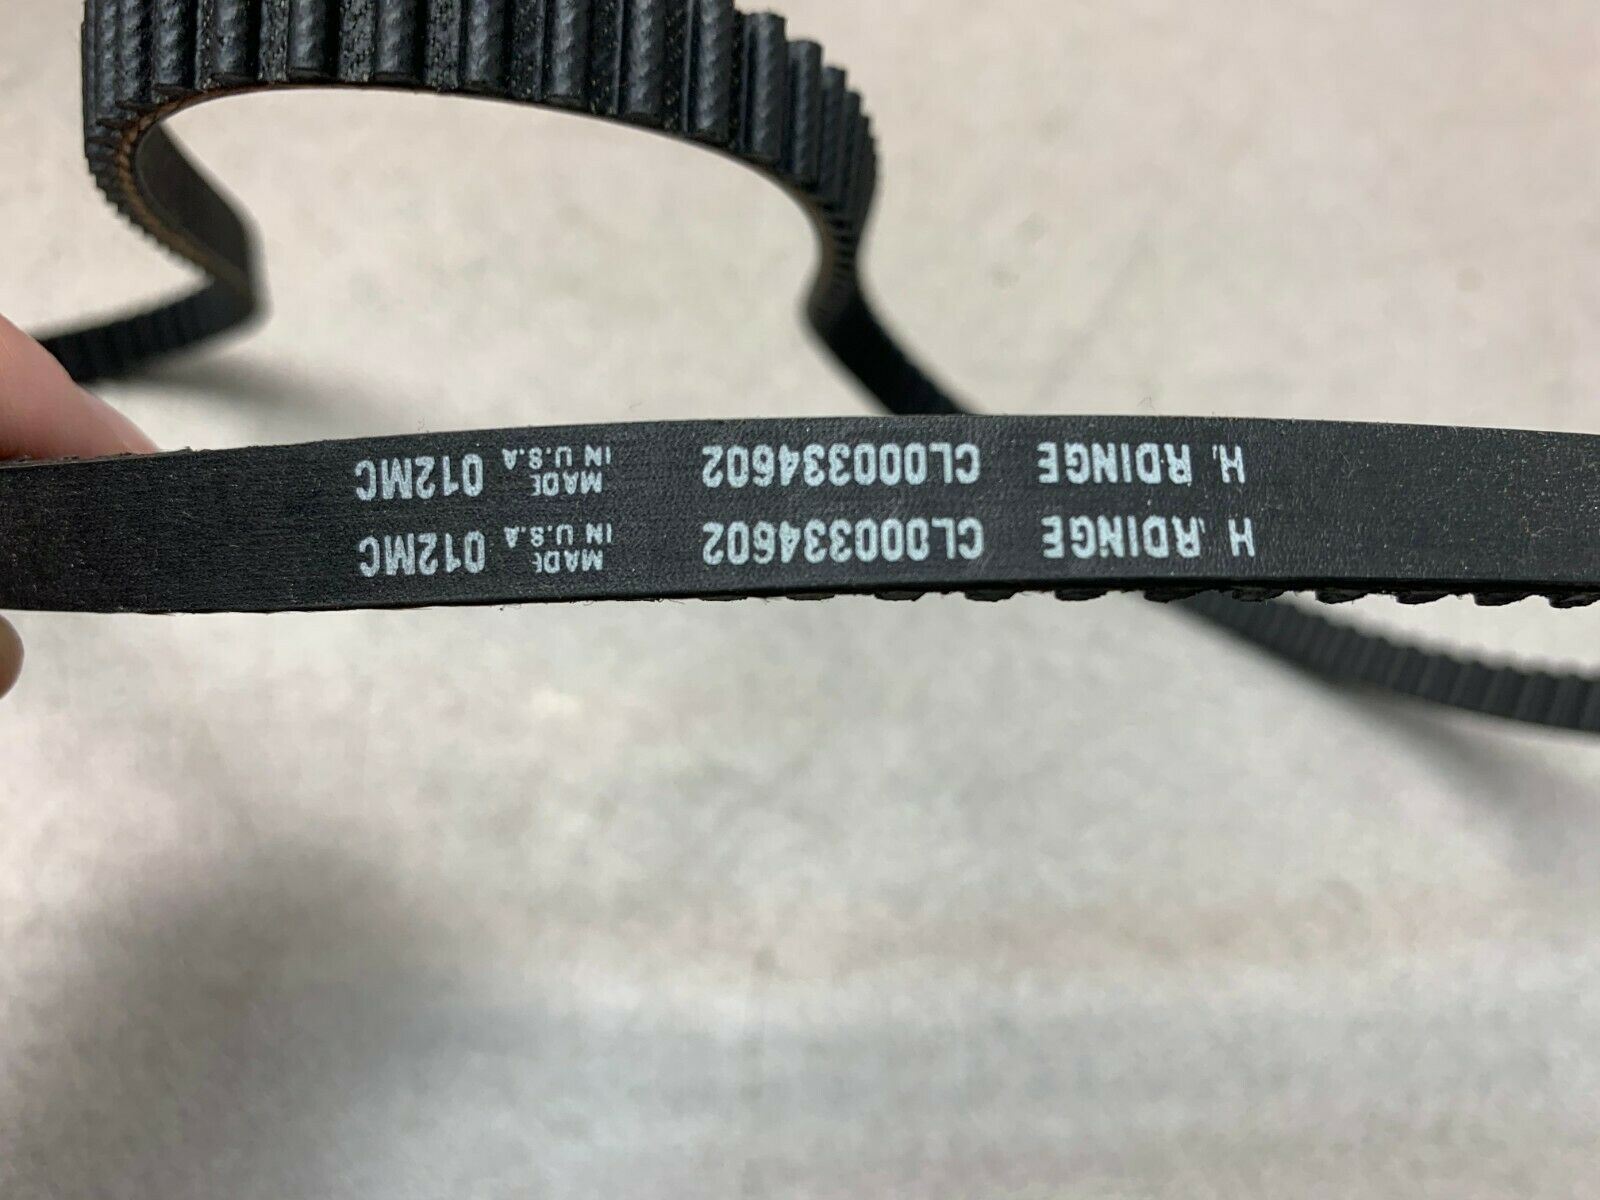 H .RDINGE CL000334602 MADE IN U.S.A 012MC
H. RDINGE CL000334602 MADE IN U.S.A 012MC